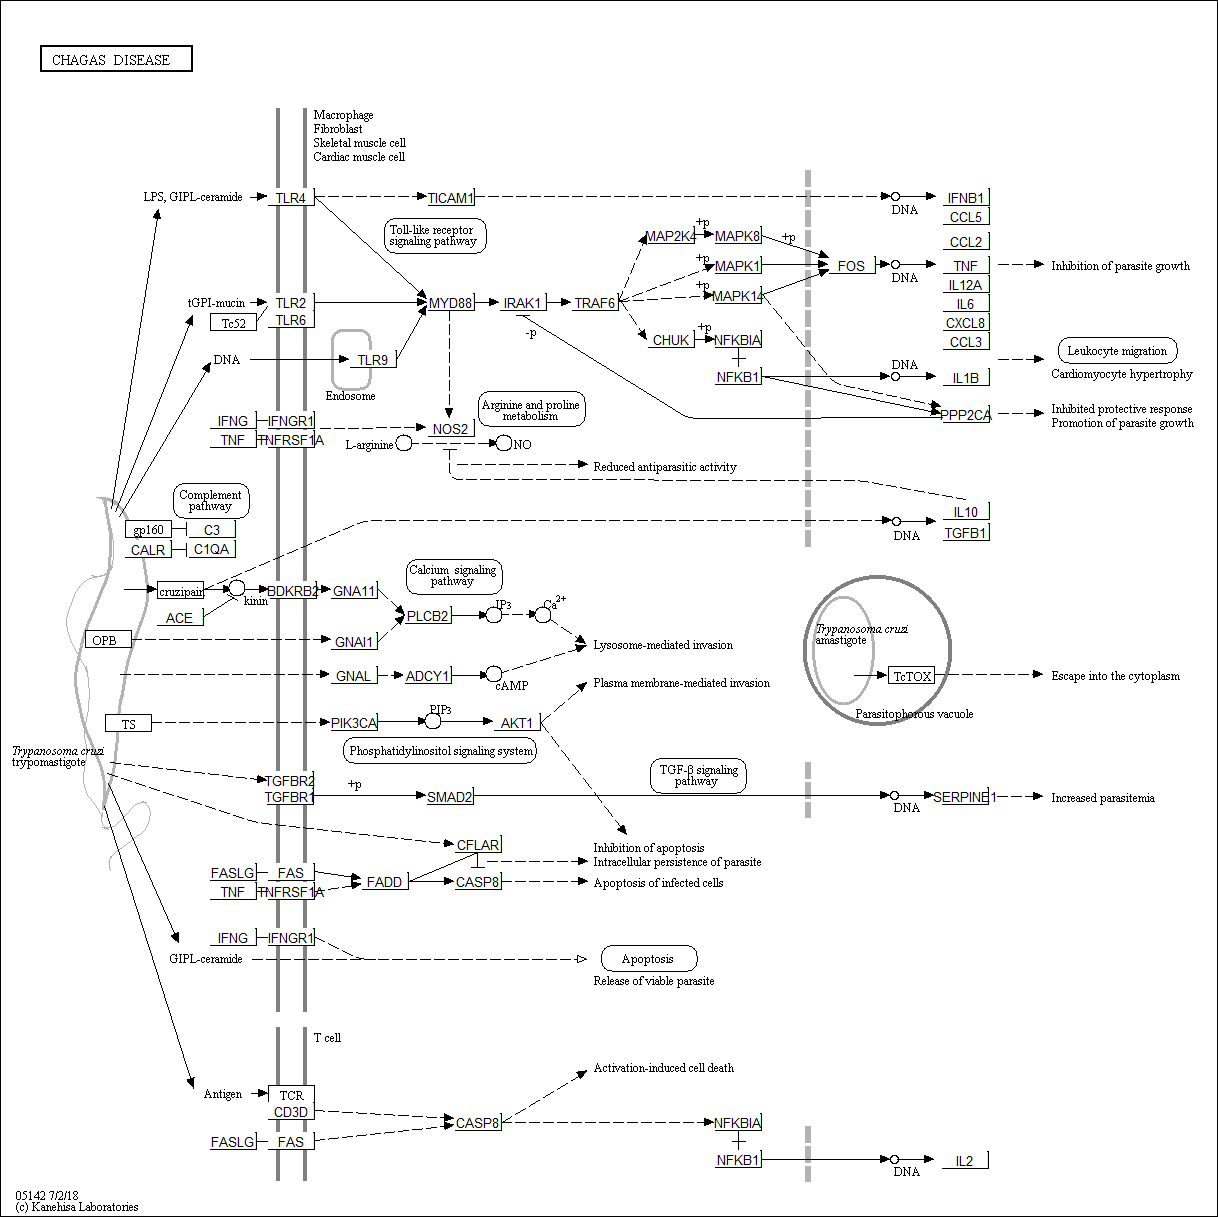 CHAGAS DISEASE
Macrophage
Fibroblast
Skeletal muscle cell
Cardiac muscle cell
LPS, GIPL-ceramide
TLR4
TICAM1
DNA
IFNB1
CCL5
Toll-like receptor
signaling pathway
MAP2K4
+p
MAPK8
+p
CCL2
+p
MAPK1
FOS
DNA
TNF
Inhibition of parasite growth
IL12A
+p
MAPK14
IL6
tGPI-mucin
TLR2
MYD88
IRAK1
TRAF6
Tc52
TLR6
-p
CXCL8
+p
CHUK
NFKBIA
CCL3
DNA
TLR9
Endosome
Leukocyte migration
Cardiomyocyte hypertrophy
NFKB1
DNA
IL1B
PPP2CA
Inhibited protective response
Promotion of parasite growth
Arginine and proline
metabolism
IFNG
IFNGR1
NOS2
TNF
TNFRSF1A
L-arginine
NO
Reduced antiparasitic activity
Complement
pathway
gp160
C3
CALR
C1QA
DNA
IL10
TGFB1
Calcium signaling
pathway
cruzipain
kinin
BDKRB2
GNA11
ACE
PLCB2
IP3
Ca2+
OPB
GNAI1
Lysosome-mediated invasion
GNAL
ADCY1
cAMP
Plasma membrane-mediated invasion
Trypanosoma cruzi
amastigote
TcTOX
Escape into the cytoplasm
Parasitophorous vacuole
TS
PIK3CA
PIP3
AKT1
Phosphatidylinositol signaling system
Trypanosoma cruzi
trypomastigote
TGF-β signaling
pathway
TGFBR2
TGFBR1
+p
SMAD2
DNA
SERPINE1
Increased parasitemia
CFLAR
Inhibition of apoptosis
Intracellular persistence of parasite
FASLG
FAS
FADD
CASP8
Apoptosis of infected cells
TNF
TNFRSF1A
IFNG
IFNGR1
GIPL-ceramide
Apoptosis
Release of viable parasite
T cell
Antigen
TCR
CD3D
Activation-induced cell death
CASP8
NFKBIA
FASLG
FAS
NFKB1
DNA
IL2
05142 7/2/18
(c) Kanehisa Laboratories